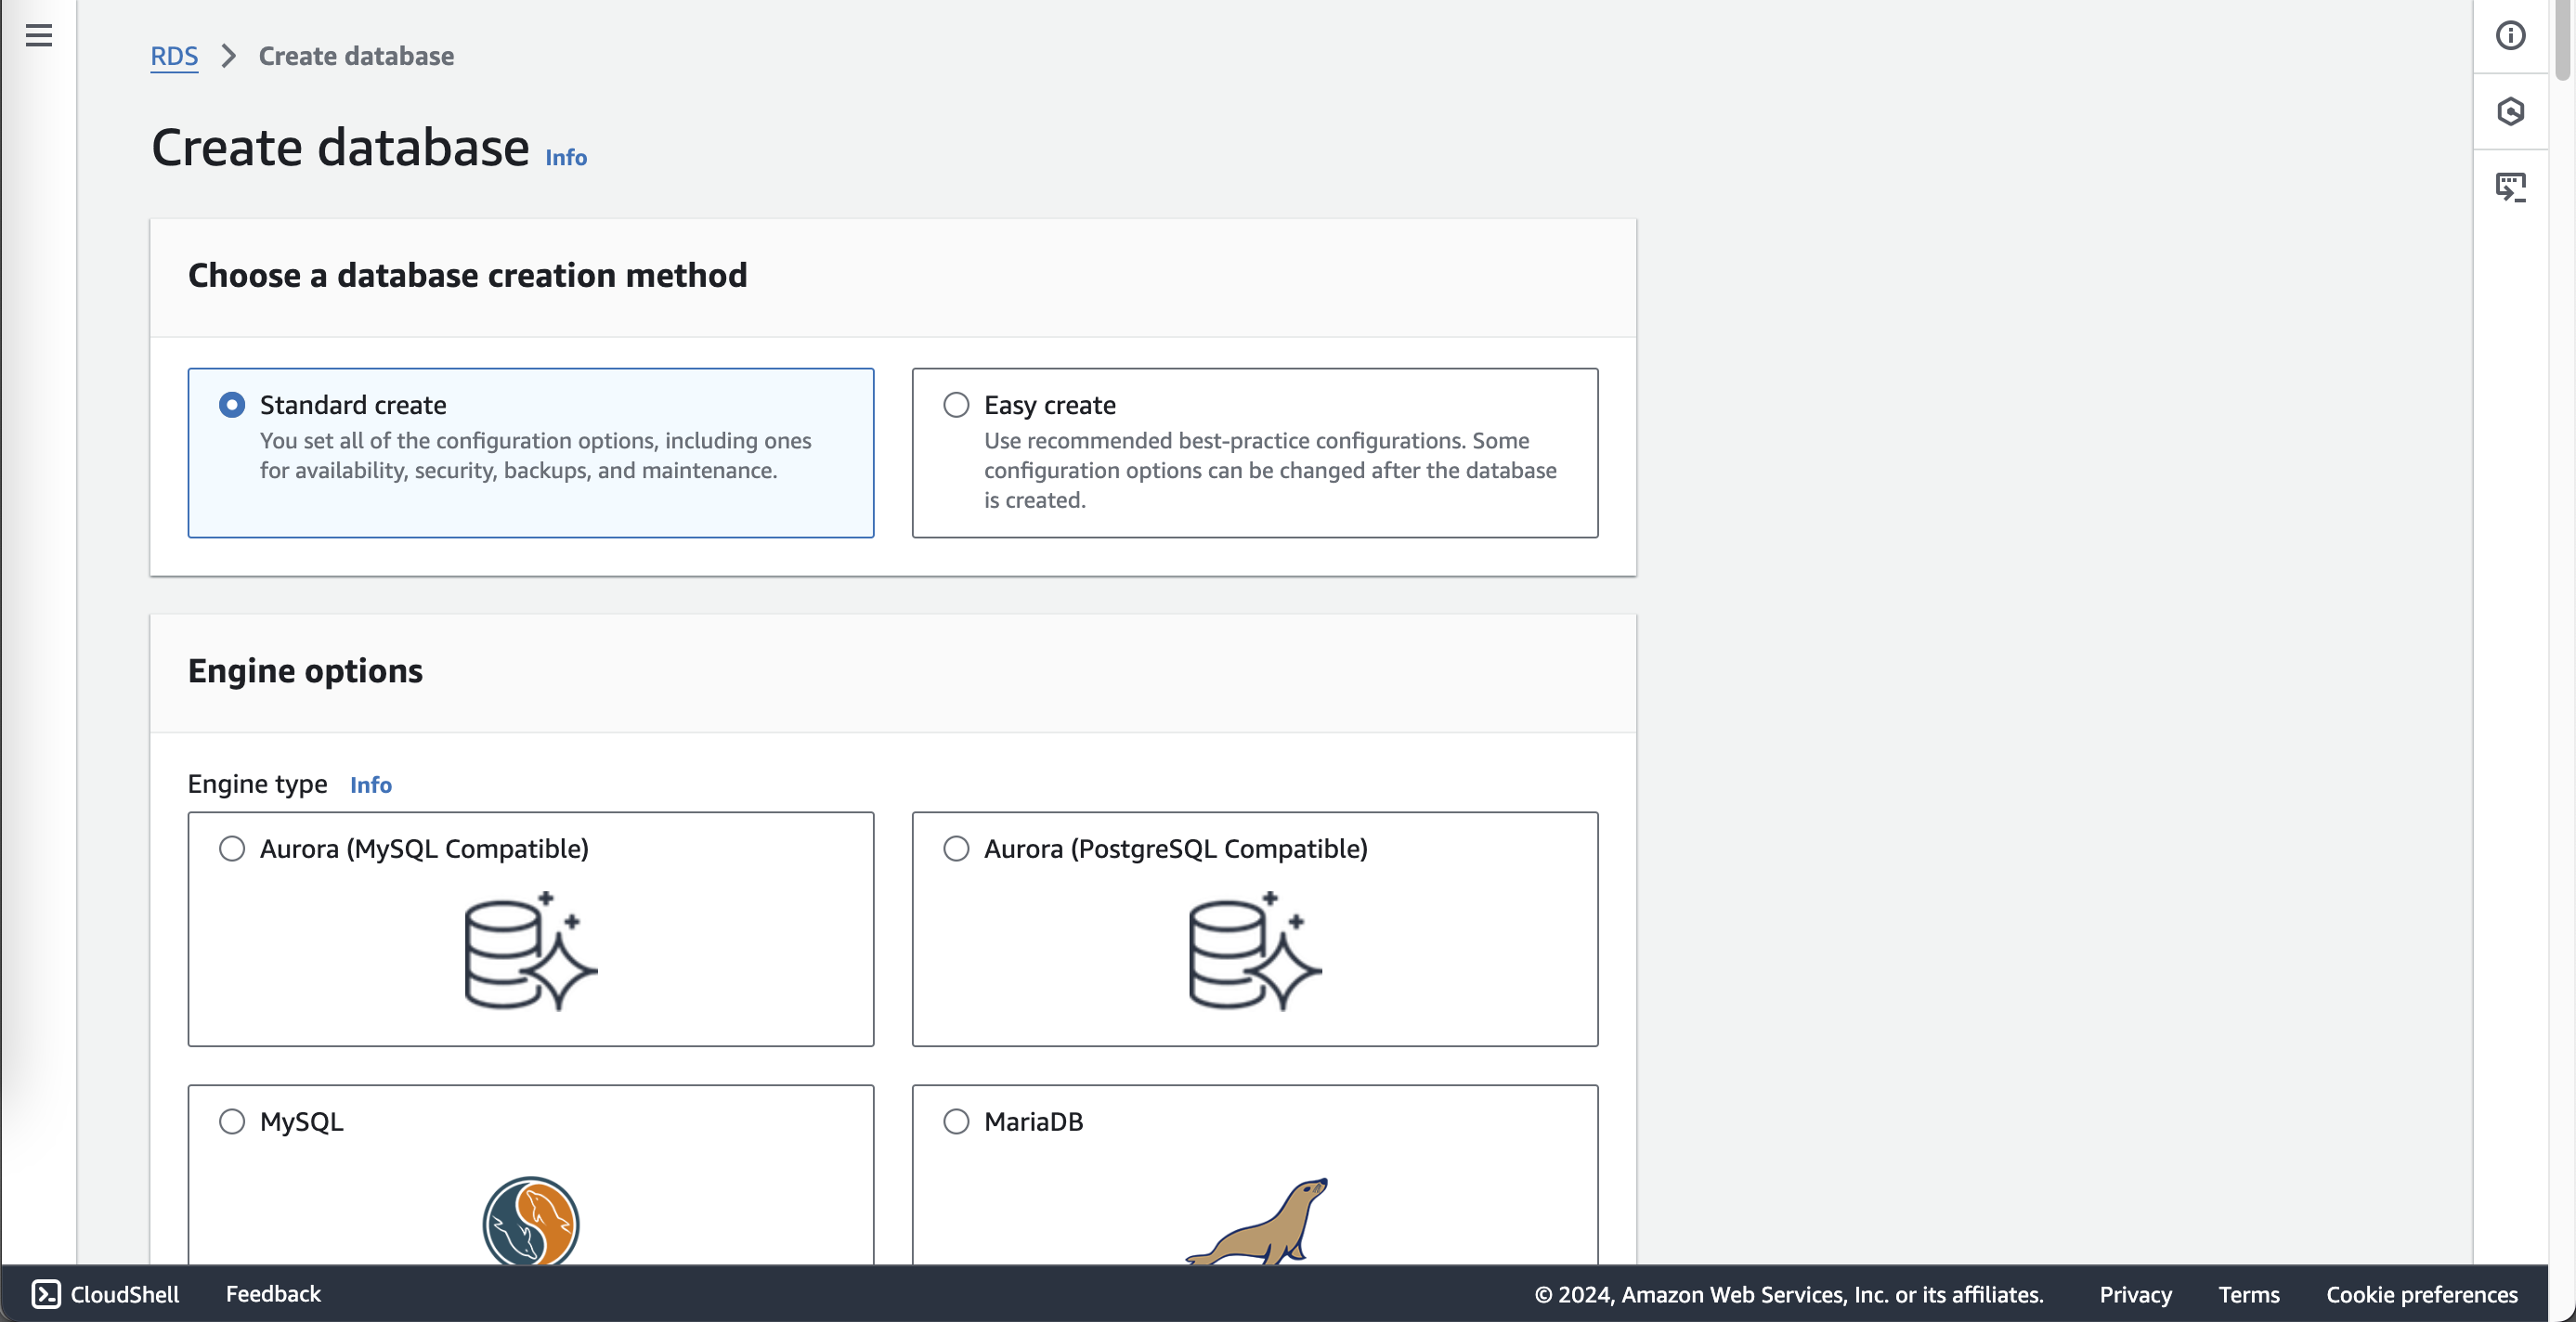 RDS > Create database
Create database Info
Choose a database creation method
Standard create
You set all of the configuration options, including ones
for availability, security, backups, and maintenance.
Easy create
Use recommended best-practice configurations. Some
configuration options can be changed after the database
is created.
Engine options
Engine type Info
Aurora (MySQL Compatible)
Aurora (PostgreSQL Compatible)
MySQL
MariaDB
CloudShell Feedback © 2024, Amazon Web Services, Inc. or its affiliates. Privacy Terms Cookie preferences